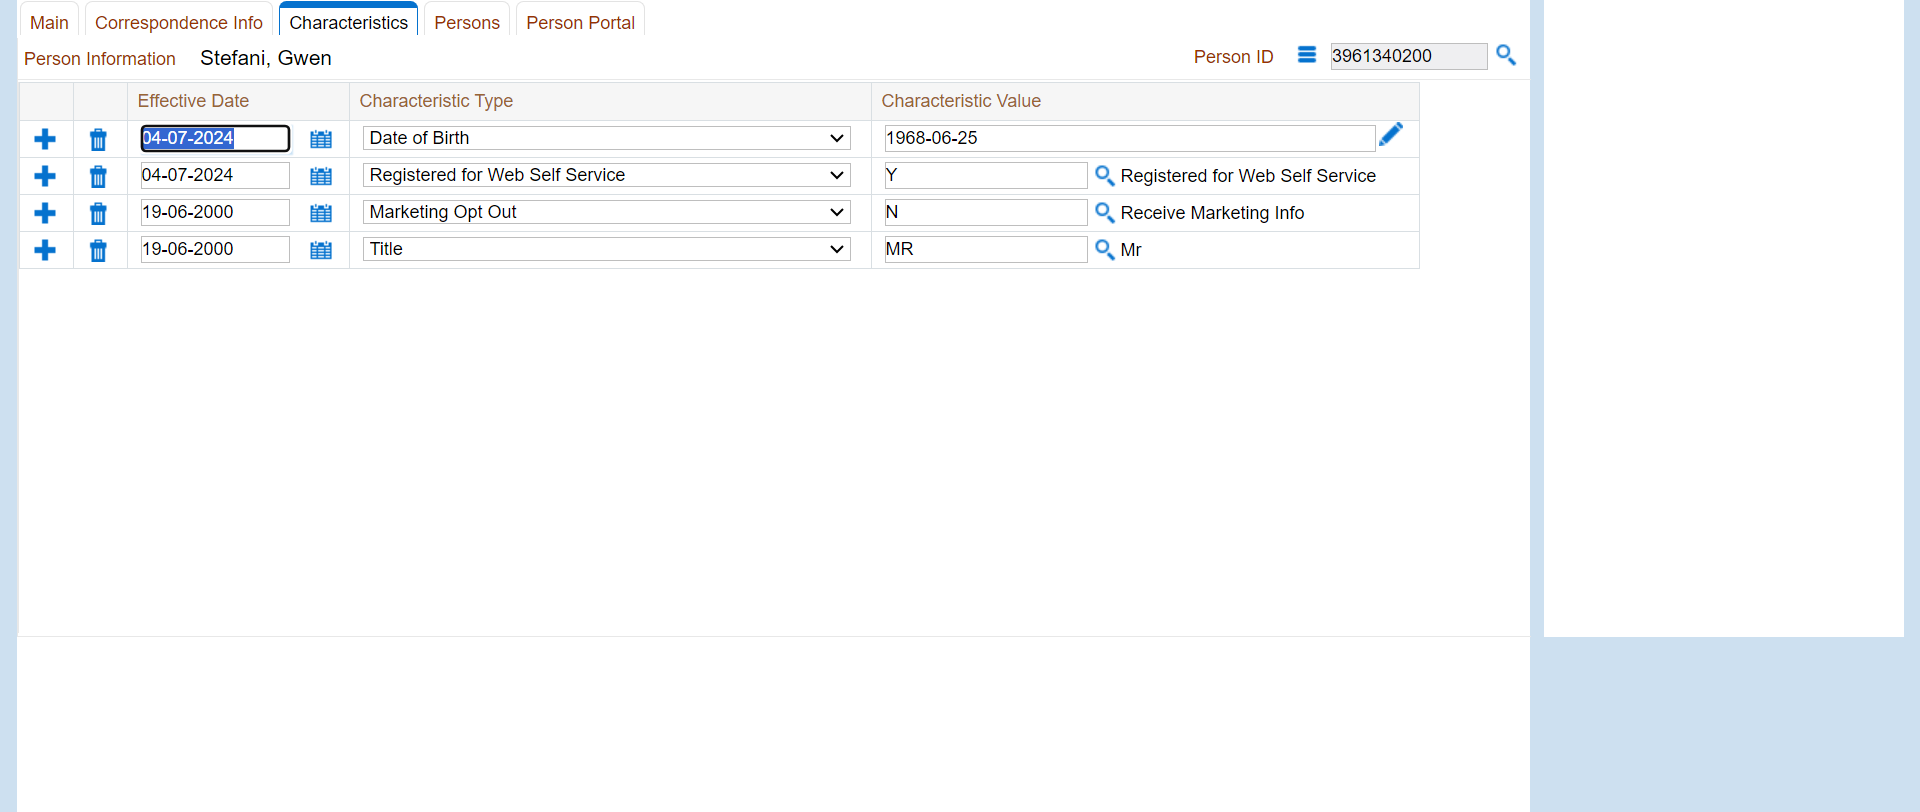 Main Correspondence Info Characteristics Persons Person Portal
Person Information Stefani, Gwen Person ID 3961340200
Effective Date Characteristic Type Characteristic Value
04-07-2024 Date of Birth 1968-06-25
04-07-2024 Registered for Web Self Service Y Registered for Web Self Service
19-06-2000 Marketing Opt Out N Receive Marketing Info
19-06-2000 Title MR Mr